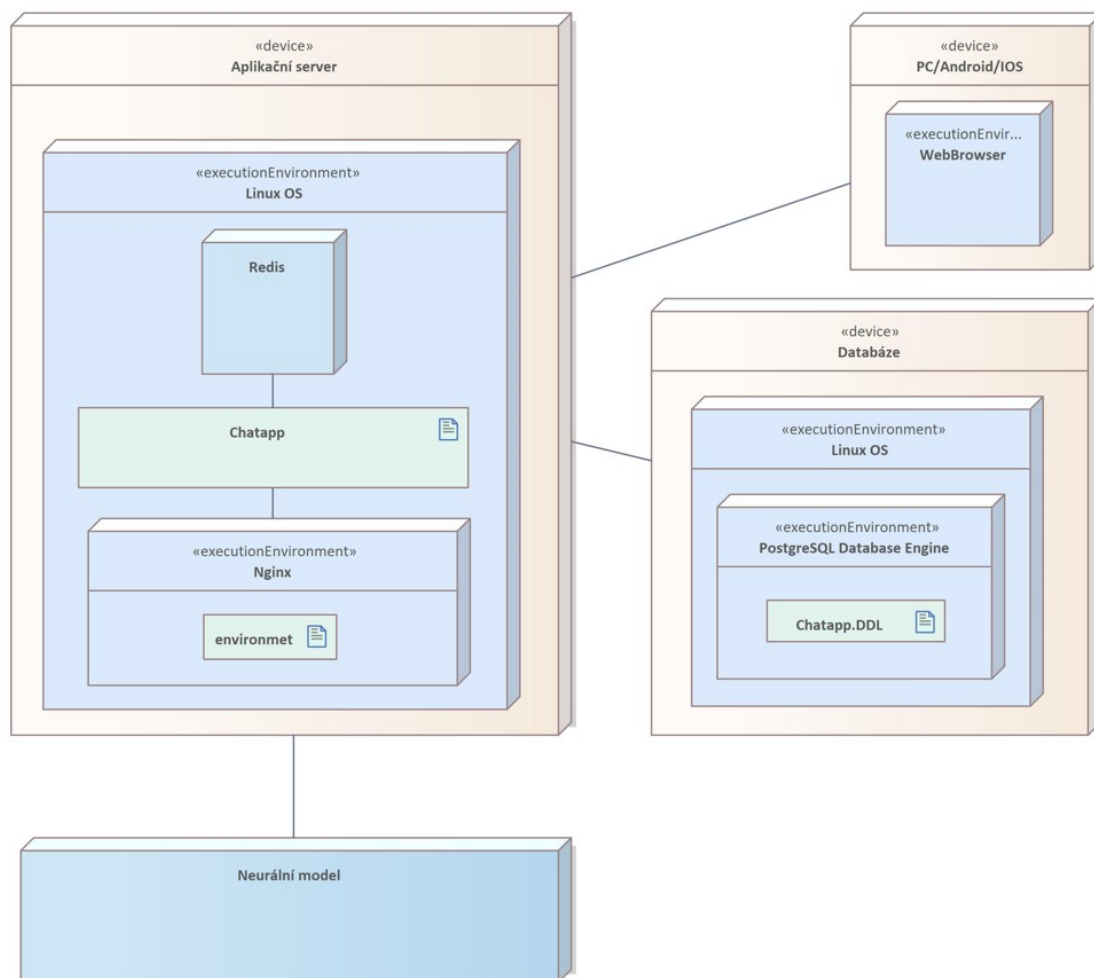 «device»
Aplikační server
«executionEnvironment»
Linux OS
Redis
Chatapp
«executionEnvironment»
Nginx
environmet
«device»
PC/Android/IOS
«executionEnvir...
WebBrowser
«device»
Databáze
«executionEnvironment»
Linux OS
«executionEnvironment»
PostgreSQL Database Engine
Chatapp.DDL
Neurální model